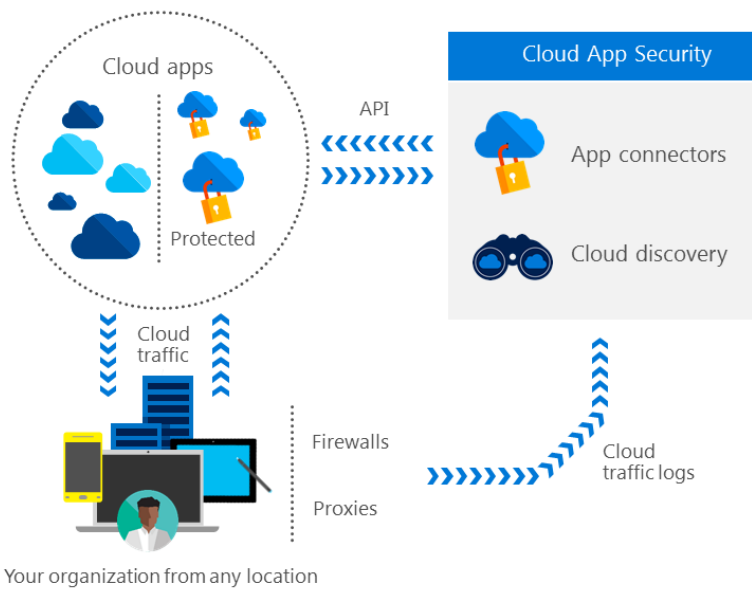 Cloud apps
Protected
API
Cloud App Security
App connectors
Cloud discovery
Cloud
traffic
Firewalls
Proxies
Cloud
traffic logs
Your organization from any location